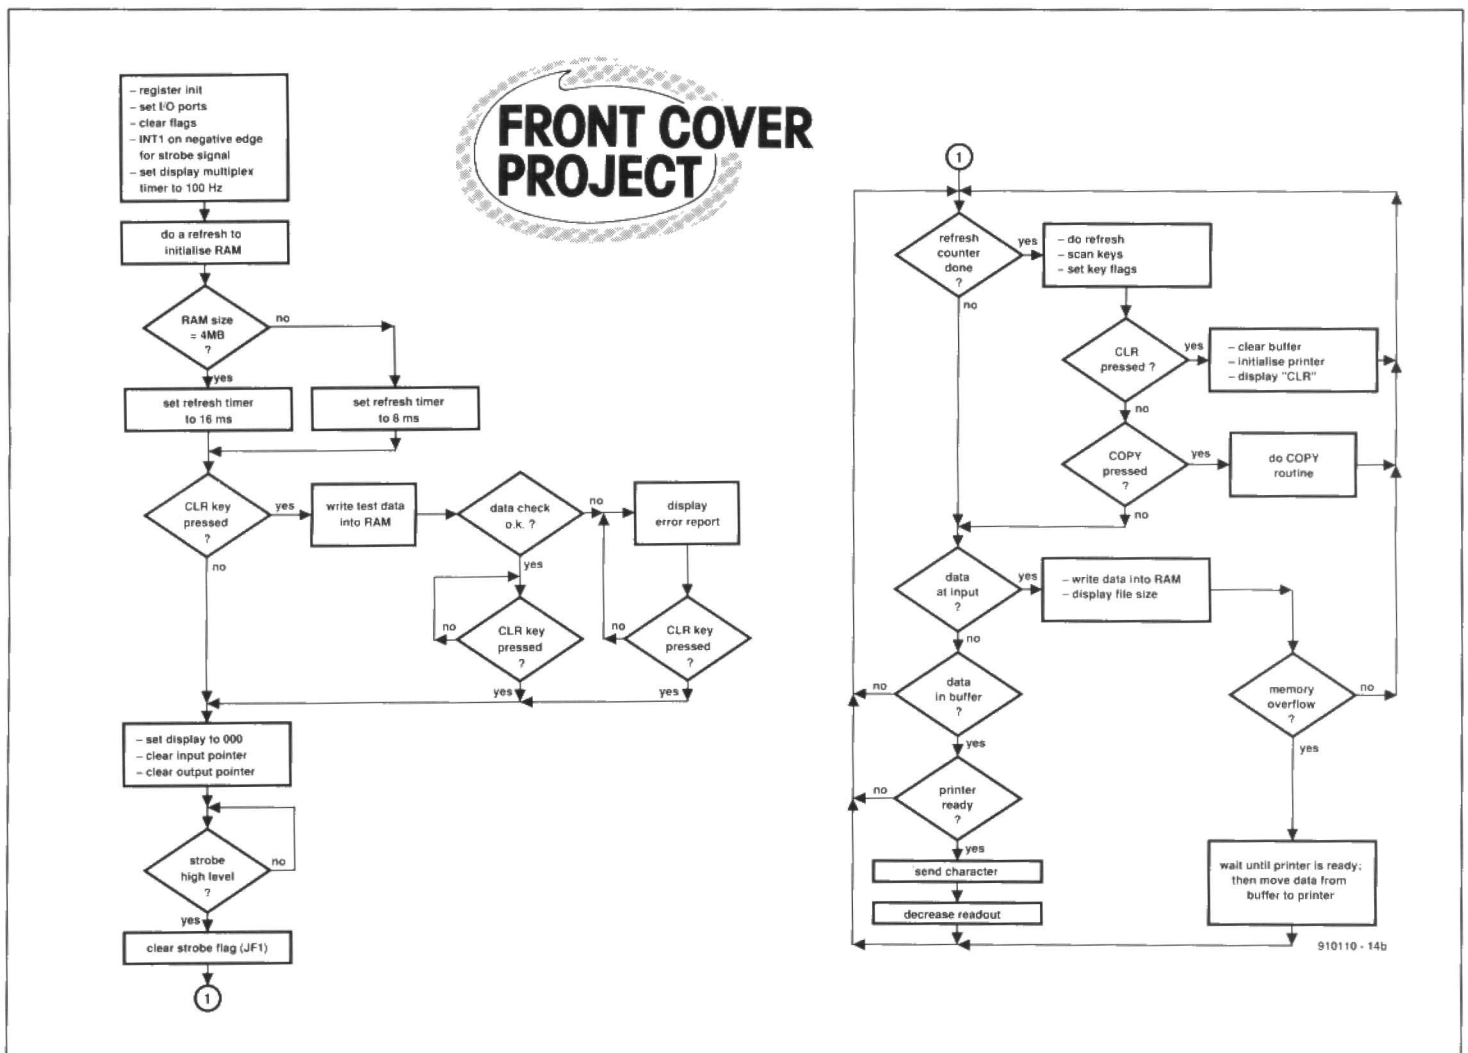 – register init
– set I/O ports
– clear flags
– INT1 on negative edge
for strobe signal
– set display multiplex
timer to 100 Hz
do a refresh to
initialise RAM
RAM size
= 4MB
?
no
yes
set refresh timer
to 16 ms
set refresh timer
to 8 ms
CLR key
pressed
?
yes
no
write test data
into RAM
data check
o.k. ?
no
yes
display
error report
CLR key
pressed
?
no
yes
CLR key
pressed
?
no
yes
– set display to 000
– clear input pointer
– clear output pointer
strobe
high level
?
no
yes
clear strobe flag (JF1)
1
FRONT COVER
PROJECT
1
refresh
counter
done
?
yes
no
– do refresh
– scan keys
– set key flags
CLR
pressed ?
yes
no
– clear buffer
– initialise printer
– display "CLR"
COPY
pressed
?
yes
no
do COPY
routine
data
at input
?
yes
no
– write data into RAM
– display file size
memory
overflow
?
no
yes
data
in buffer
?
no
yes
printer
ready
?
no
yes
send character
decrease readout
wait until printer is ready;
then move data from
buffer to printer
910110 - 14b